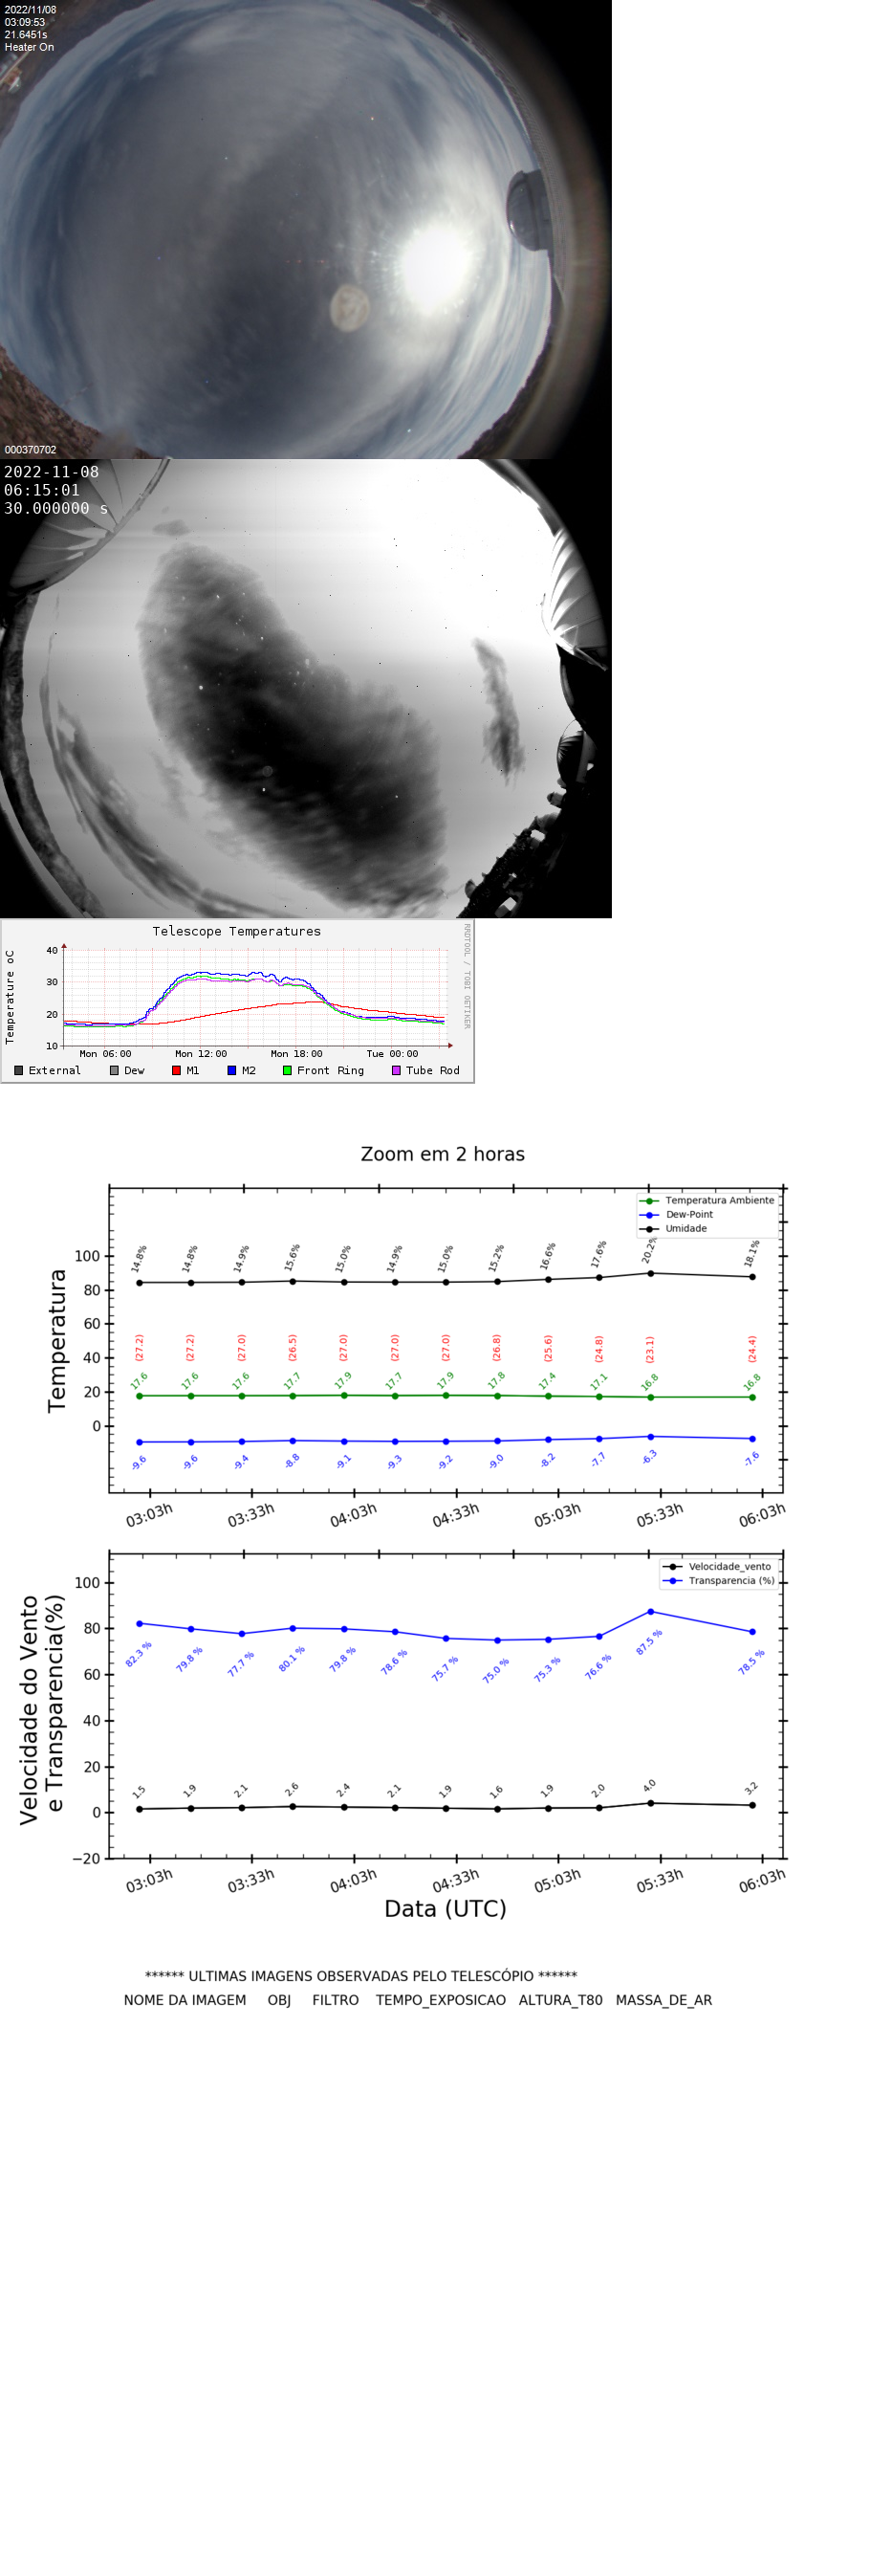 2022/11/08
03:09:53
21.6451s
Heater On
000370702
2022-11-08
06:15:01
30.000000 s
Telescope Temperatures
RRDTOOL / TOBI OETIKER
Temperature oC
40
30
20
10
Mon 06:00 Mon 12:00 Mon 18:00 Tue 00:00
External Dew M1 M2 Front Ring Tube Rod
Zoom em 2 horas
Temperatura Ambiente
Dew-Point
Umidade
Temperatura
100
80
60
40
20
0
14.8% 14.8% 14.9% 15.6% 15.0% 14.9% 15.0% 15.2% 16.6% 17.6% 20.2% 18.1%
(27.2) (27.2) (27.0) (26.5) (27.0) (27.0) (27.0) (26.8) (25.6) (24.8) (23.1) (24.4)
17.6 17.6 17.6 17.7 17.9 17.7 17.9 17.8 17.4 17.1 16.8 16.8
-9.6 -9.6 -9.4 -8.8 -9.1 -9.3 -9.2 -9.0 -8.2 -7.7 -6.3 -7.6
03:03h 03:33h 04:03h 04:33h 05:03h 05:33h 06:03h
Velocidade_vento
Transparencia (%)
Velocidade do Vento
e Transparencia(%)
100
80
60
40
20
0
−20
82.3 % 79.8 % 77.7 % 80.1 % 79.8 % 78.6 % 75.7 % 75.0 % 75.3 % 76.6 % 87.5 % 78.5 %
1.5 1.9 2.1 2.6 2.4 2.1 1.9 1.6 1.9 2.0 4.0 3.2
03:03h 03:33h 04:03h 04:33h 05:03h 05:33h 06:03h
Data (UTC)
****** ULTIMAS IMAGENS OBSERVADAS PELO TELESCÓPIO ******
NOME DA IMAGEM OBJ FILTRO TEMPO_EXPOSICAO ALTURA_T80 MASSA_DE_AR